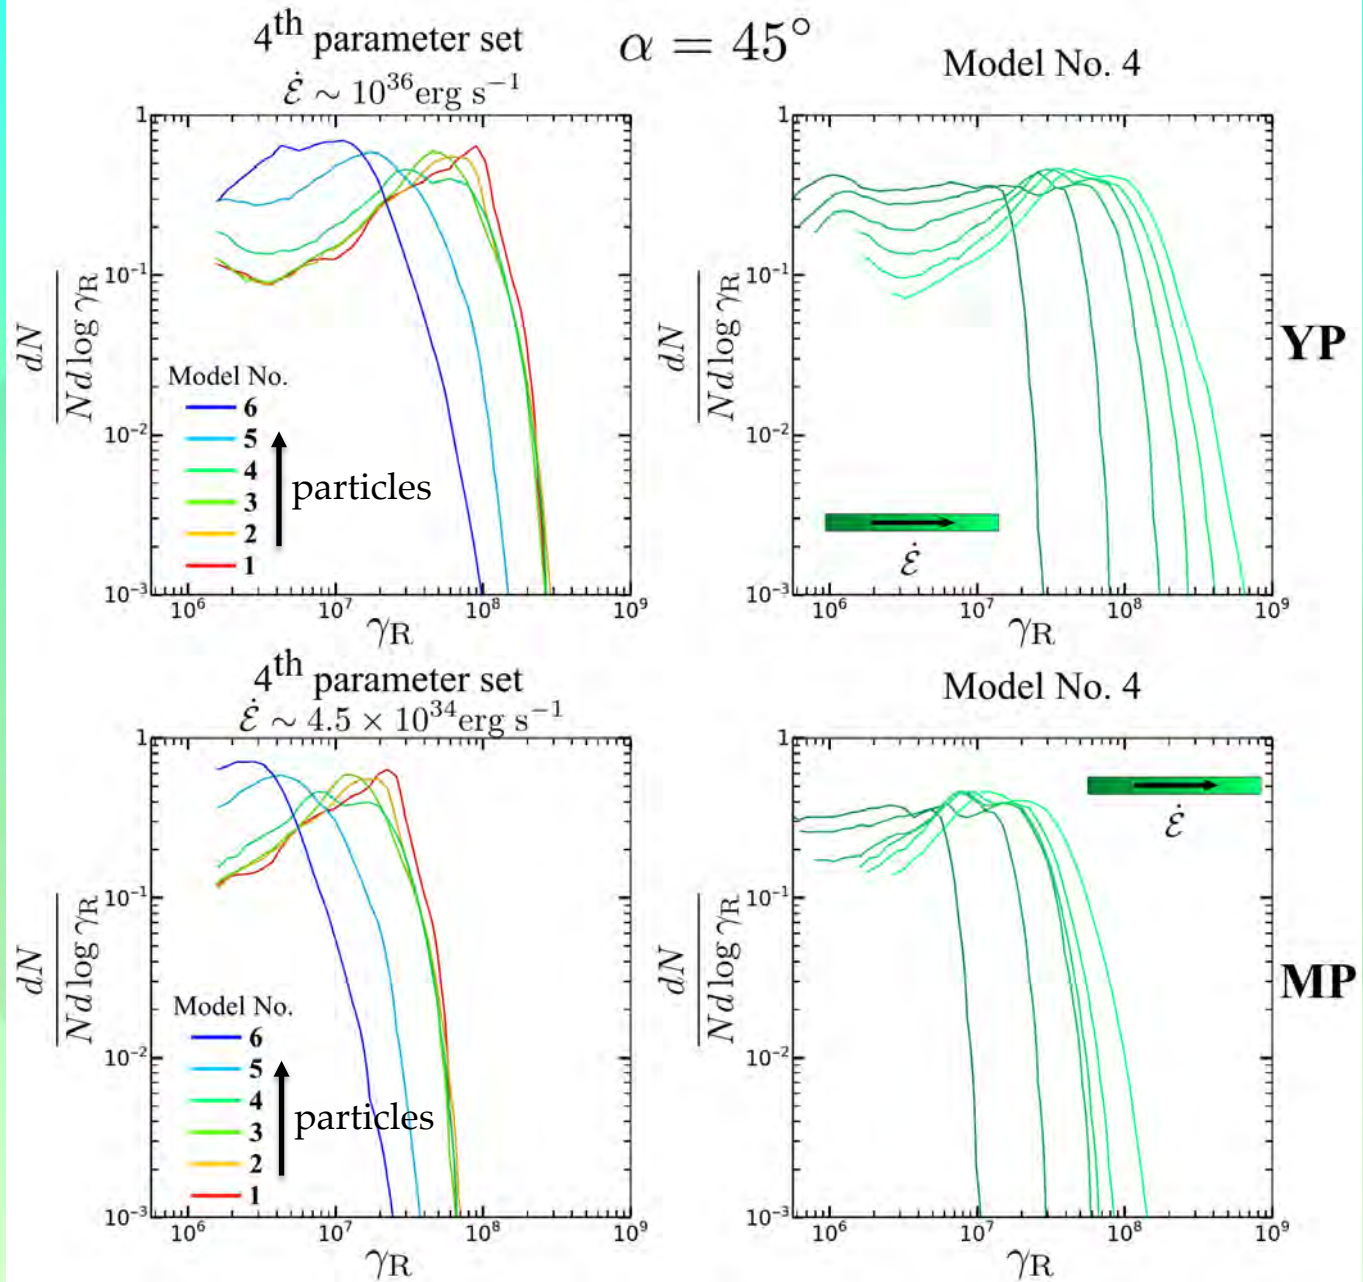 α = 45°
4th parameter set
Ė ∼ 10^36 erg s^−1
Model No. 4
1
10^−1
10^−2
10^−3
dN
Nd log γR
Model No.
6
5
4
3
2
1
particles
10^6 10^7 10^8 10^9
γR
1
10^−1
10^−2
10^−3
dN
Nd log γR
Ė
10^6 10^7 10^8 10^9
γR
YP
4th parameter set
Ė ∼ 4.5 × 10^34 erg s^−1
Model No. 4
1
10^−1
10^−2
10^−3
dN
Nd log γR
Model No.
6
5
4
3
2
1
particles
10^6 10^7 10^8 10^9
γR
1
10^−1
10^−2
10^−3
dN
Nd log γR
Ė
10^6 10^7 10^8 10^9
γR
MP